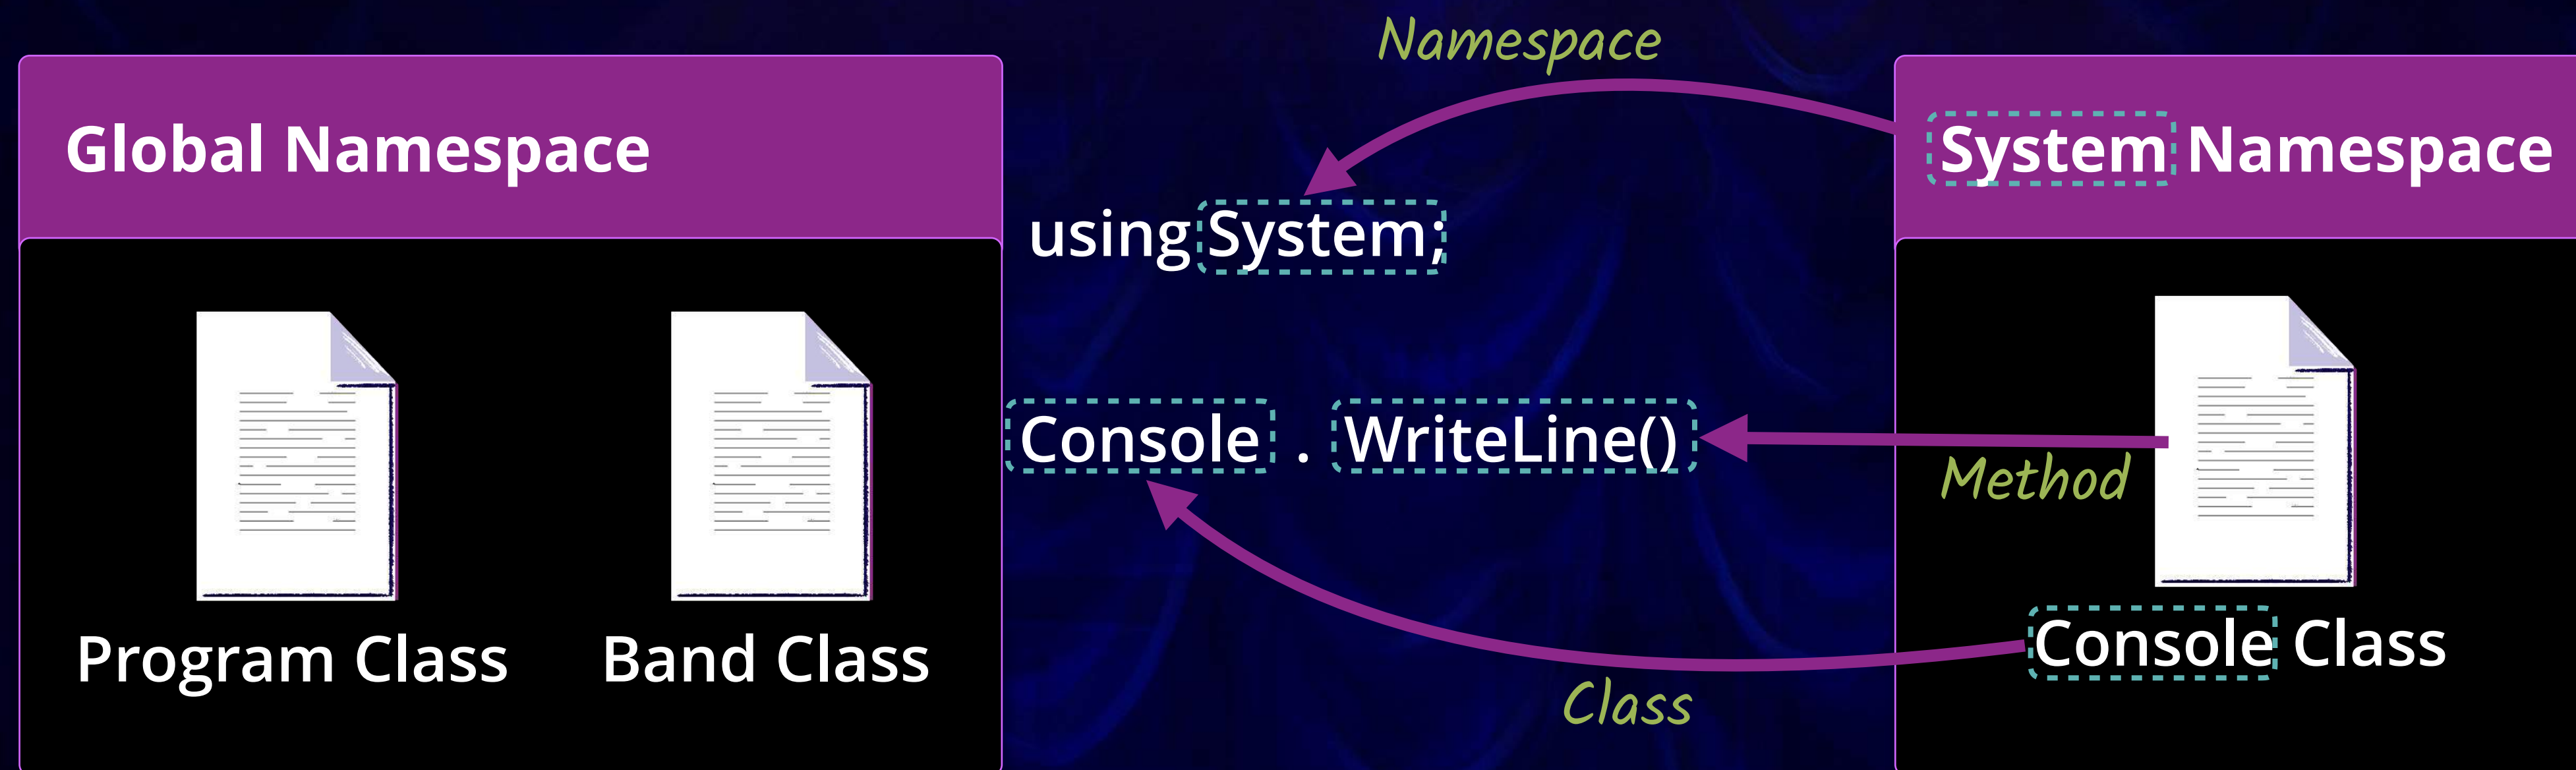 Namespace
Global Namespace
System Namespace
using System;
Console . WriteLine()
Method
Program Class
Band Class
Console Class
Class